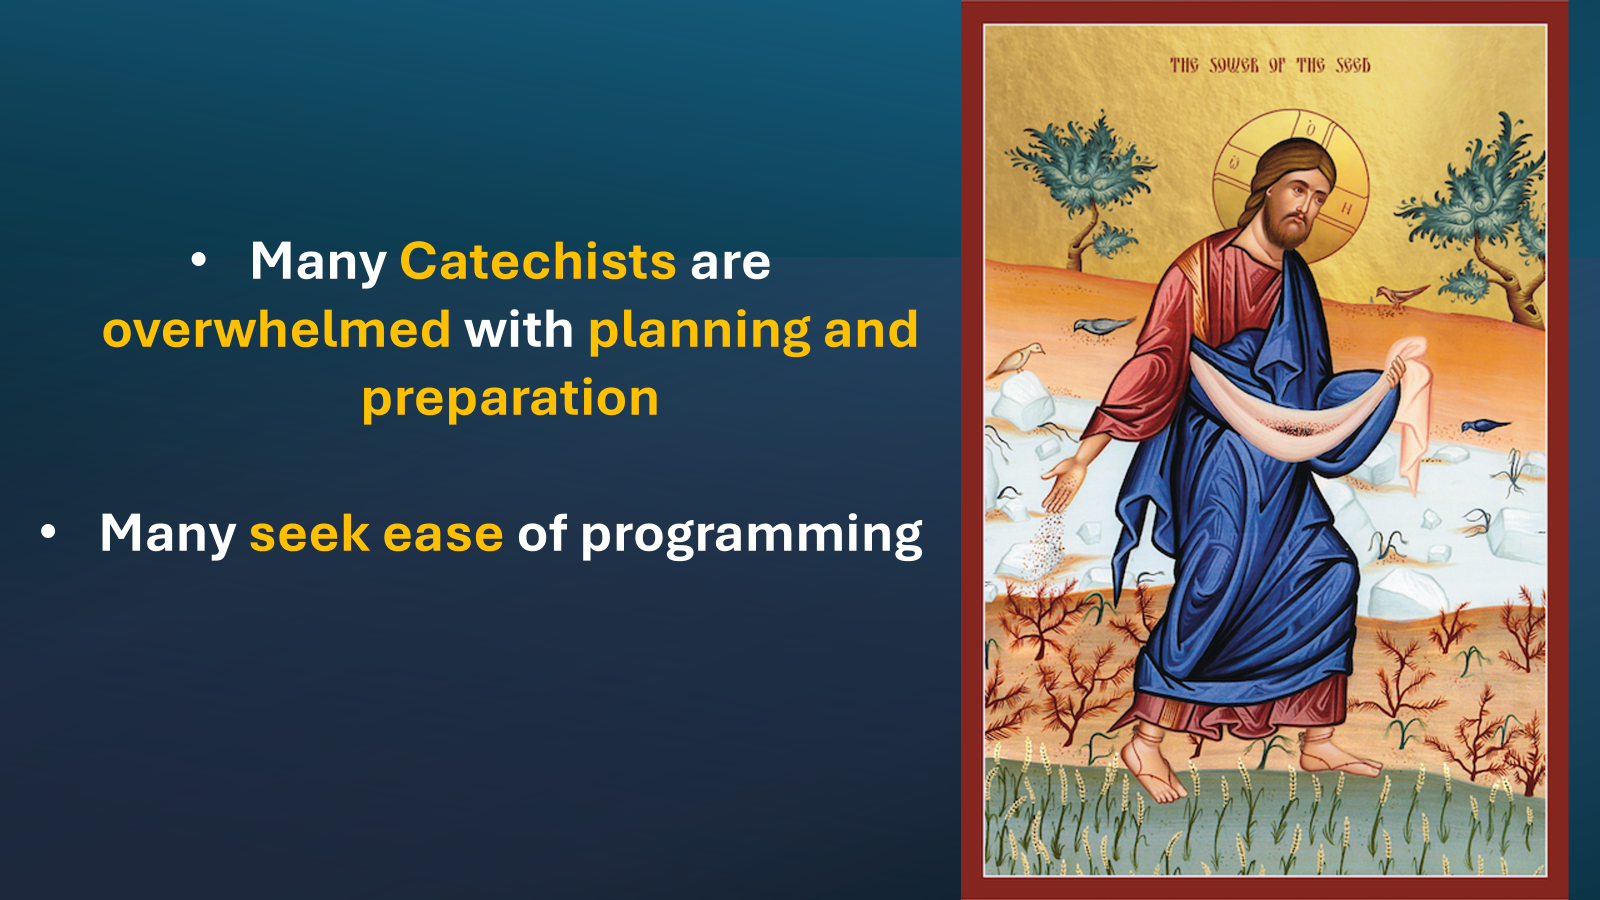 • Many Catechists are
overwhelmed with planning and
preparation
• Many seek ease of programming
THE SOWER OF THE SEED
ὁ
ὤ
Η